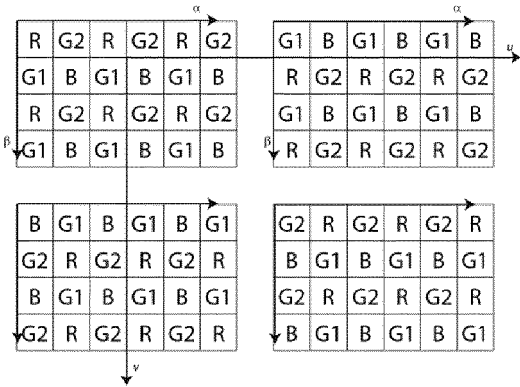 α α
R G2 R G2 R G2 G1 B G1 B G1 B
u
G1 B G1 B G1 B R G2 R G2 R G2
R G2 R G2 R G2 G1 B G1 B G1 B
β β
G1 B G1 B G1 B R G2 R G2 R G2
B G1 B G1 B G1 G2 R G2 R G2 R
G2 R G2 R G2 R B G1 B G1 B G1
B G1 B G1 B G1 G2 R G2 R G2 R
G2 R G2 R G2 R B G1 B G1 B G1
v